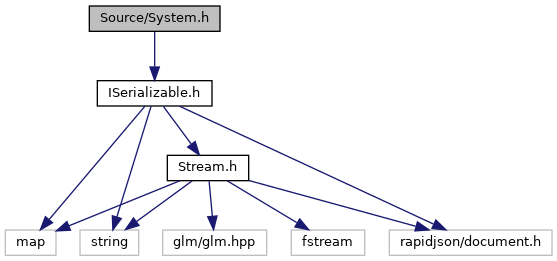 Source/System.h
ISerializable.h
Stream.h
map
string
glm/glm.hpp
fstream
rapidjson/document.h